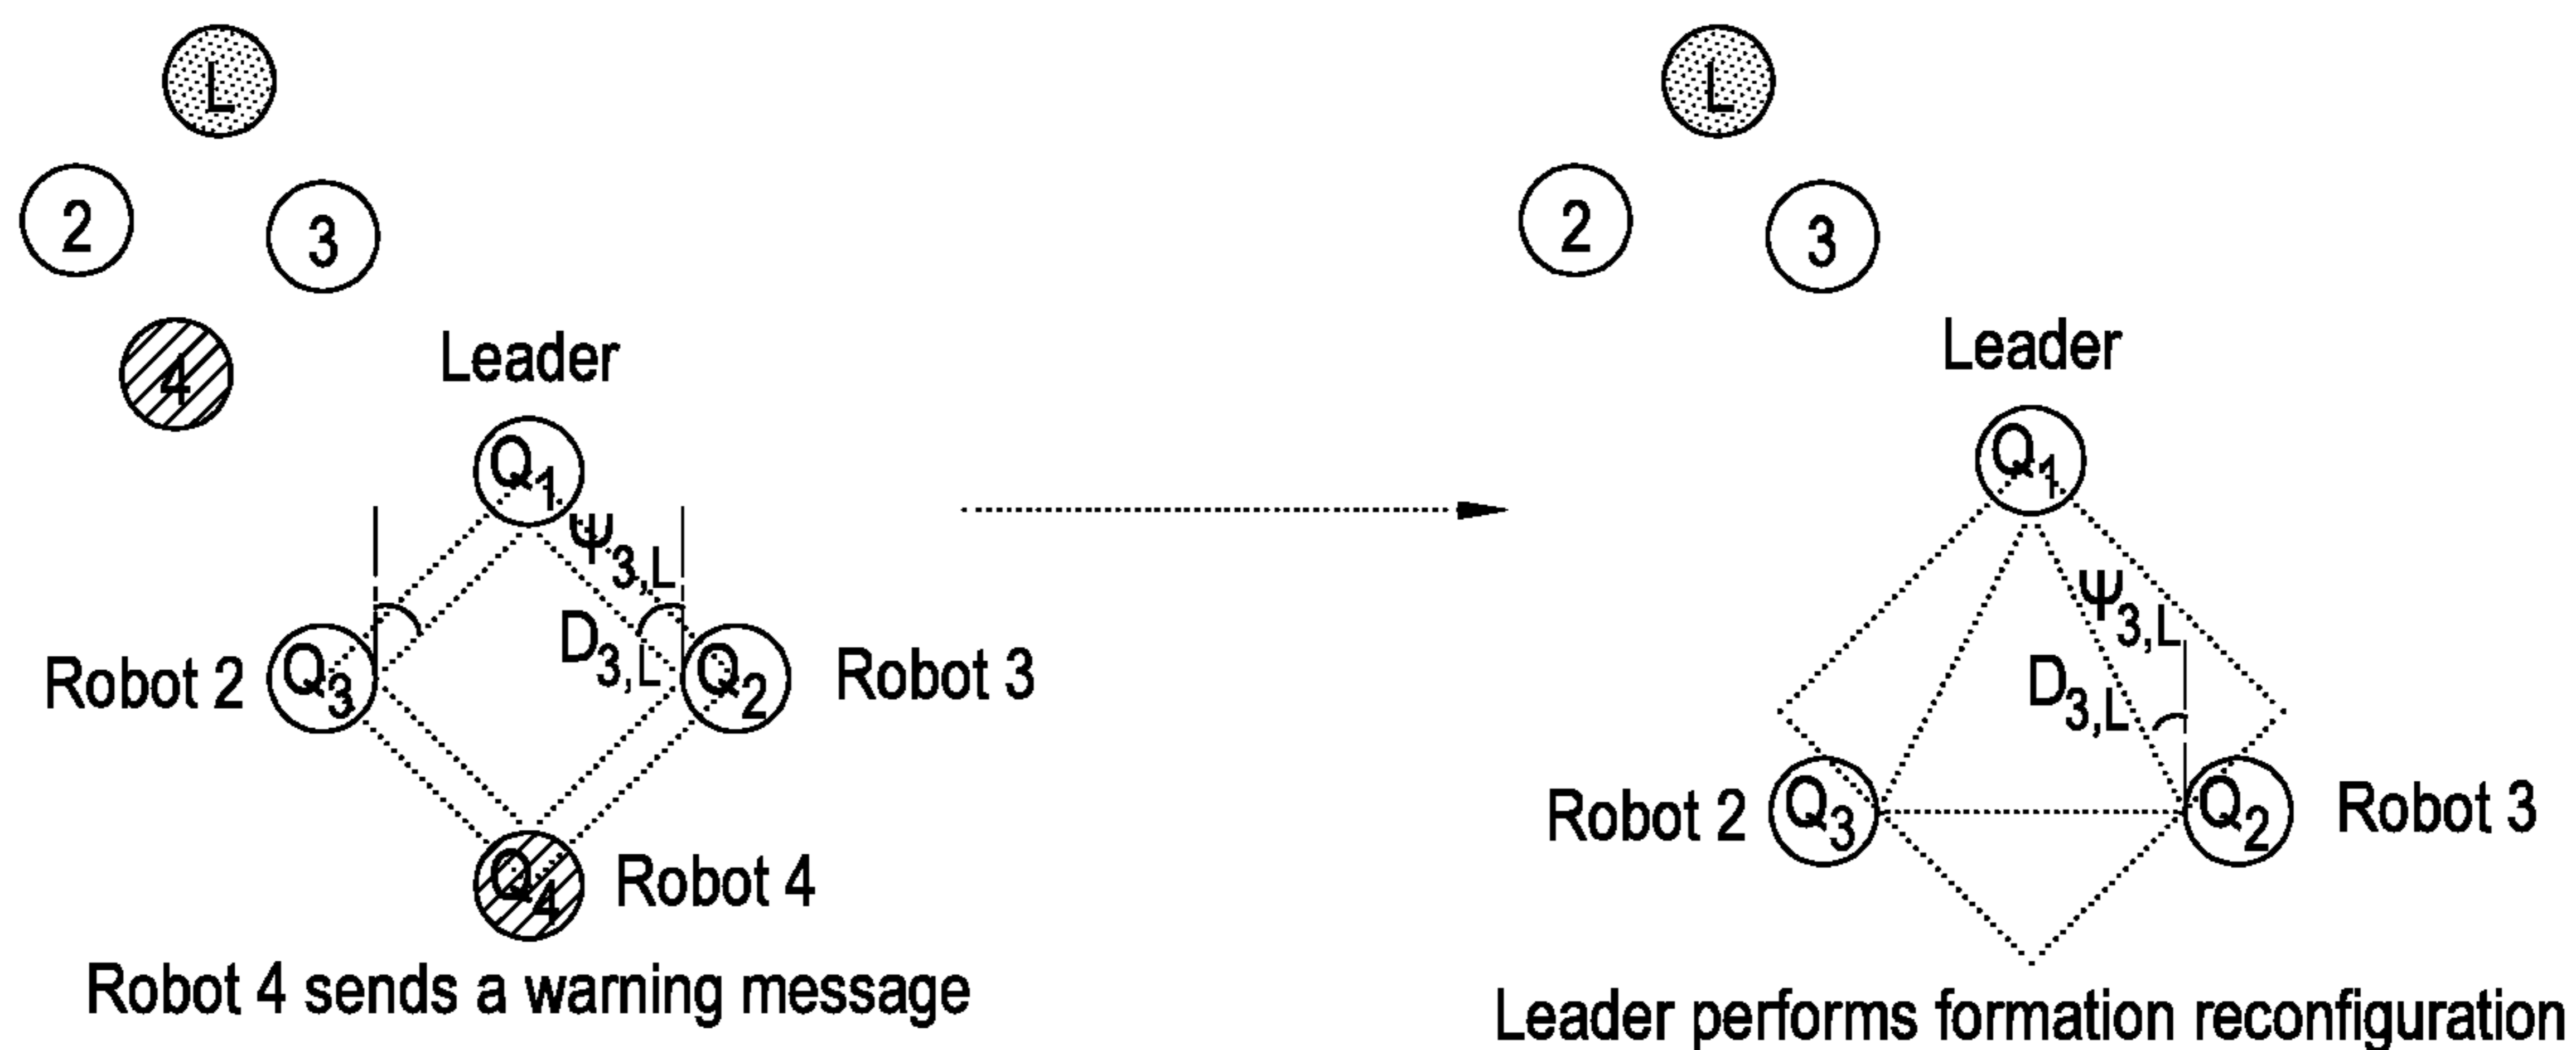 L
2
3
4
Leader
Q1
Ψ3,L
D3,L
Robot 2
Q3
Q2
Robot 3
Q4
Robot 4
Robot 4 sends a warning message
L
2
3
Leader
Q1
Ψ3,L
D3,L
Robot 2
Q3
Q2
Robot 3
Leader performs formation reconfiguration